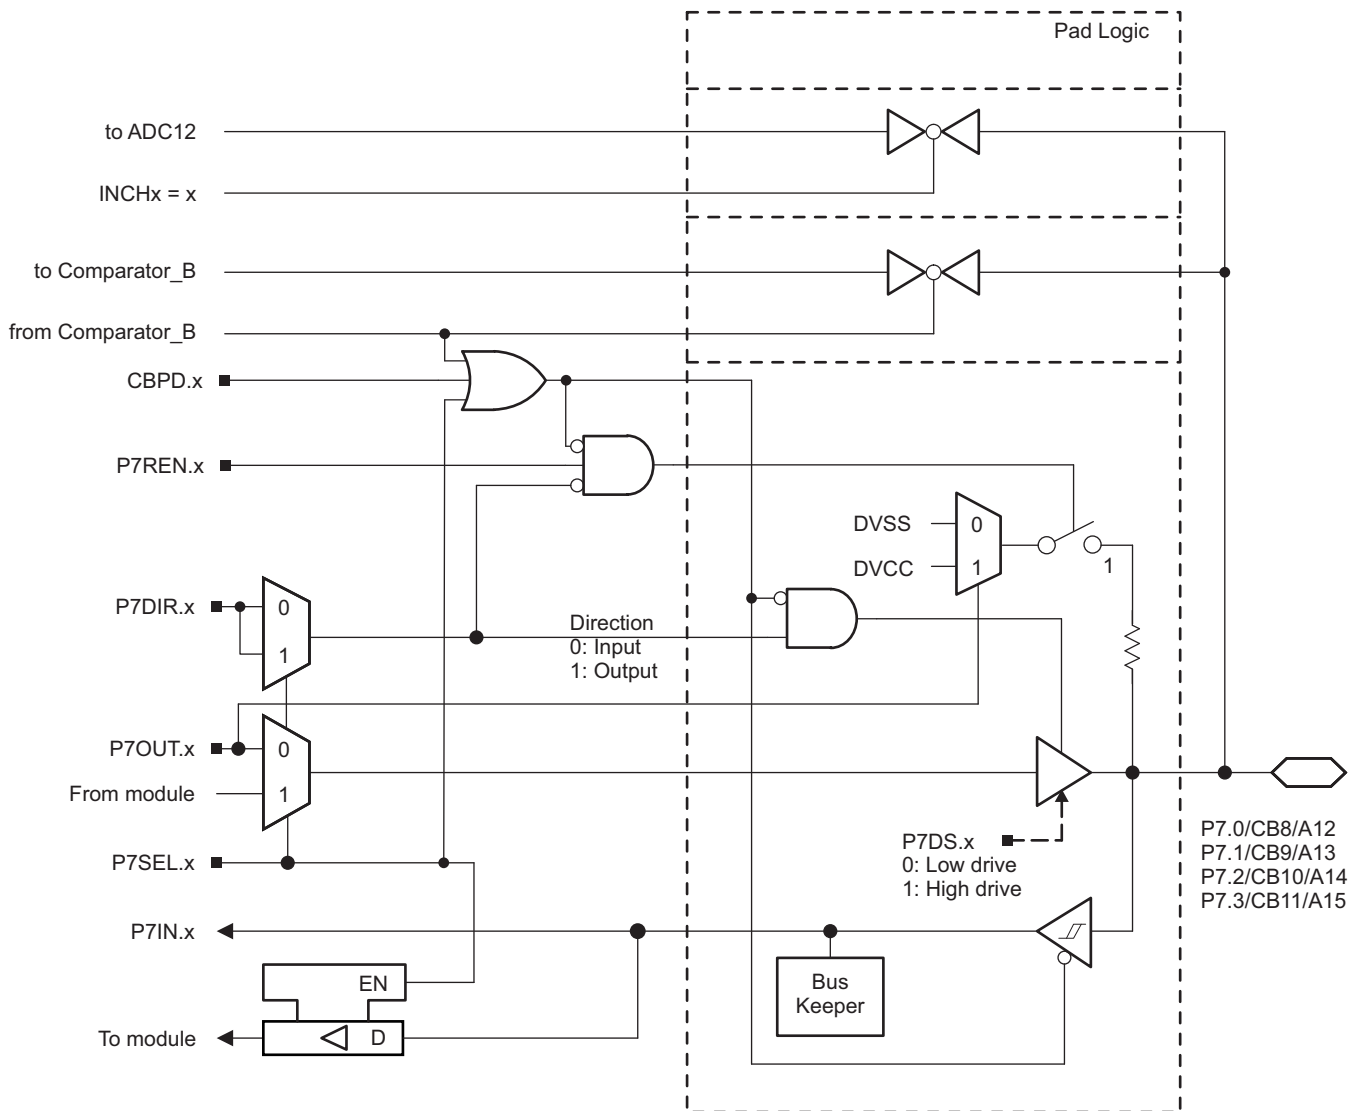 Pad Logic
to ADC12
INCHx = x
to Comparator_B
from Comparator_B
CBPD.x
P7REN.x
DVSS
0
DVCC
1
1
P7DIR.x
0
1
Direction
0: Input
1: Output
P7OUT.x
0
From module
1
P7SEL.x
P7DS.x
0: Low drive
1: High drive
P7.0/CB8/A12
P7.1/CB9/A13
P7.2/CB10/A14
P7.3/CB11/A15
P7IN.x
EN
Bus
Keeper
To module
D